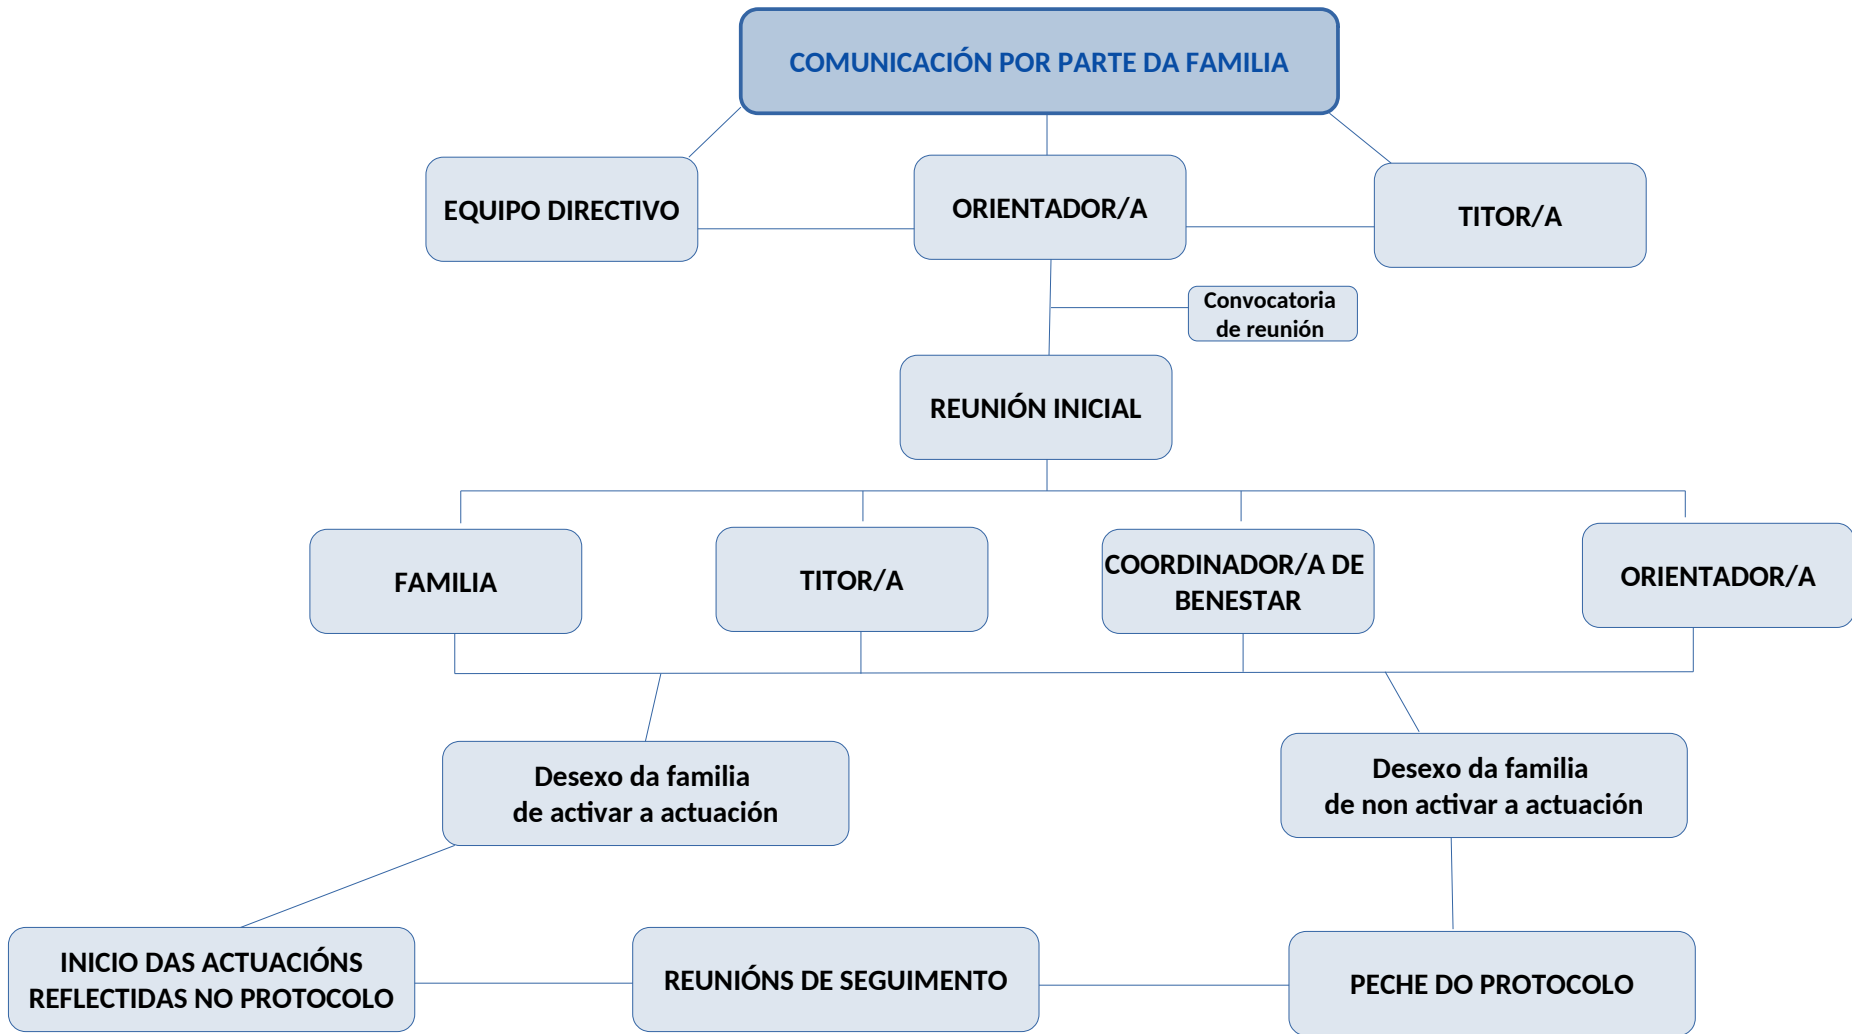 COMUNICACIÓN POR PARTE DA FAMILIA
EQUIPO DIRECTIVO
ORIENTADOR/A
TITOR/A
Convocatoria
de reunión
REUNIÓN INICIAL
FAMILIA
TITOR/A
COORDINADOR/A DE
BENESTAR
ORIENTADOR/A
Desexo da familia
de activar a actuación
Desexo da familia
de non activar a actuación
INICIO DAS ACTUACIÓNS
REFLECTIDAS NO PROTOCOLO
REUNIÓNS DE SEGUIMENTO
PECHE DO PROTOCOLO